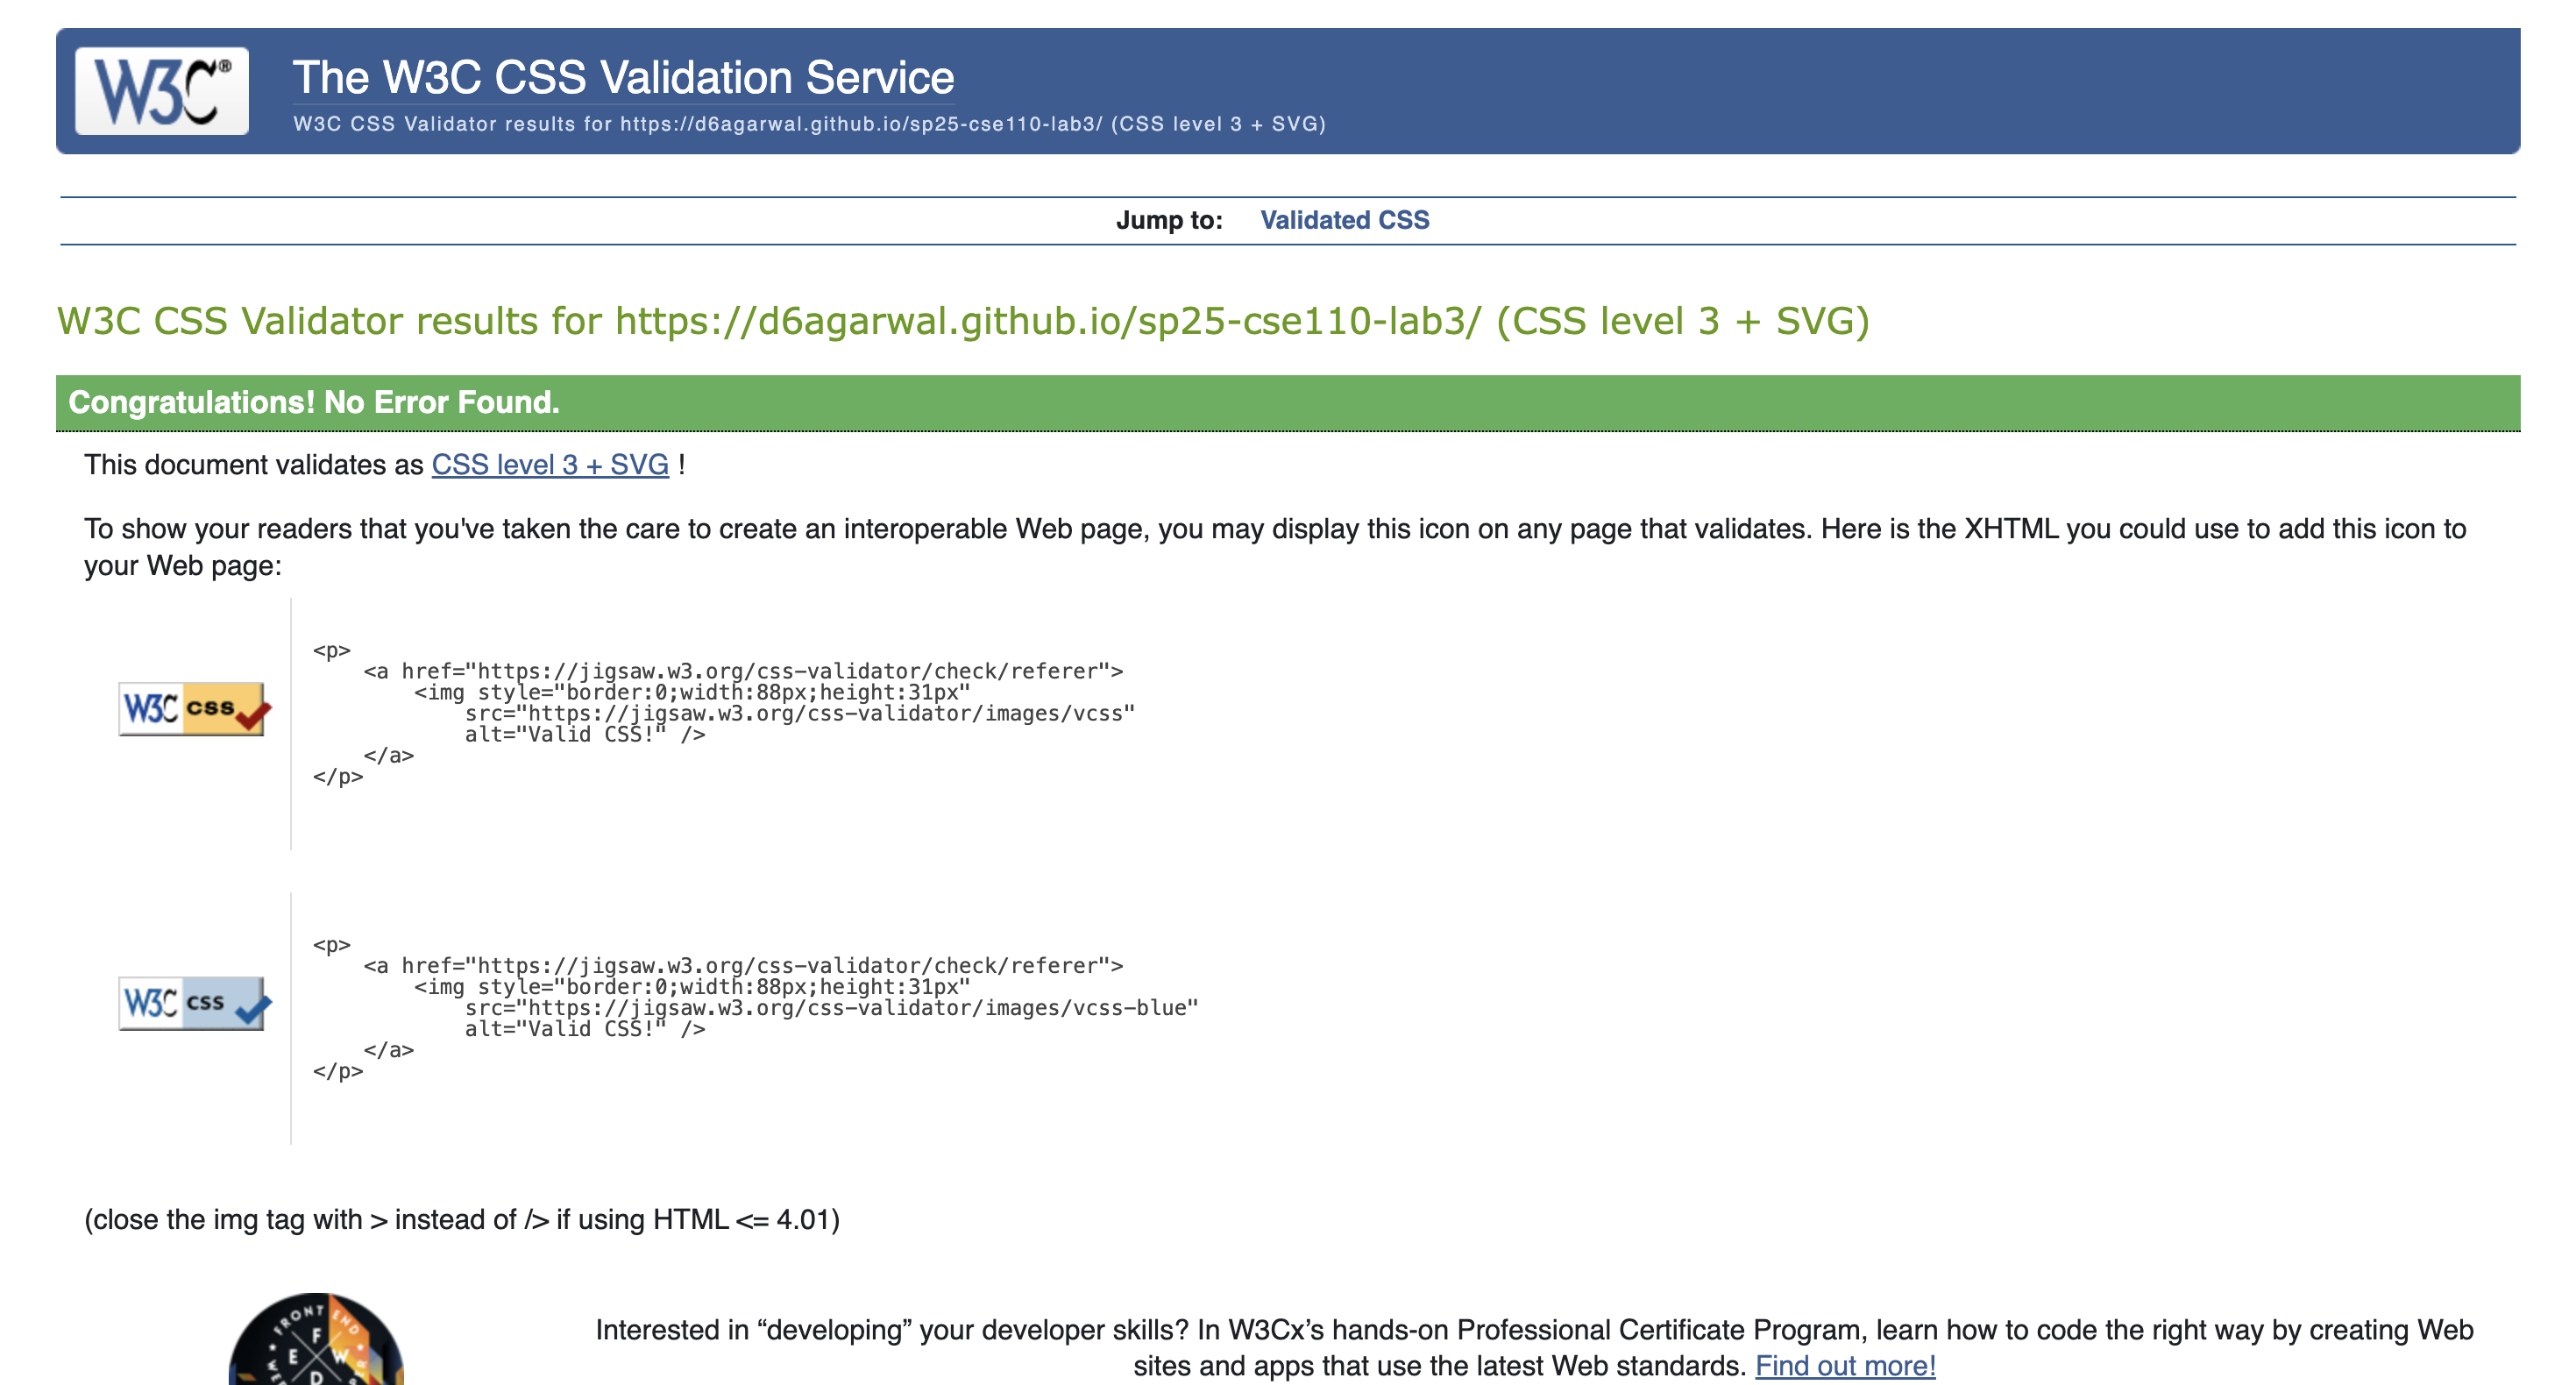 W3C®
The W3C CSS Validation Service
W3C CSS Validator results for https://d6agarwal.github.io/sp25-cse110-lab3/ (CSS level 3 + SVG)
Jump to: Validated CSS
W3C CSS Validator results for https://d6agarwal.github.io/sp25-cse110-lab3/ (CSS level 3 + SVG)
Congratulations! No Error Found.
This document validates as CSS level 3 + SVG !
To show your readers that you've taken the care to create an interoperable Web page, you may display this icon on any page that validates. Here is the XHTML you could use to add this icon to
your Web page:
W3C css
<p>
    <a href="https://jigsaw.w3.org/css-validator/check/referer">
        <img style="border:0;width:88px;height:31px"
            src="https://jigsaw.w3.org/css-validator/images/vcss"
            alt="Valid CSS!" />
    </a>
</p>
W3C css
<p>
    <a href="https://jigsaw.w3.org/css-validator/check/referer">
        <img style="border:0;width:88px;height:31px"
            src="https://jigsaw.w3.org/css-validator/images/vcss-blue"
            alt="Valid CSS!" />
    </a>
</p>
(close the img tag with > instead of /> if using HTML <= 4.01)
FRONT END
F E W D
Interested in “developing” your developer skills? In W3Cx’s hands-on Professional Certificate Program, learn how to code the right way by creating Web
sites and apps that use the latest Web standards. Find out more!